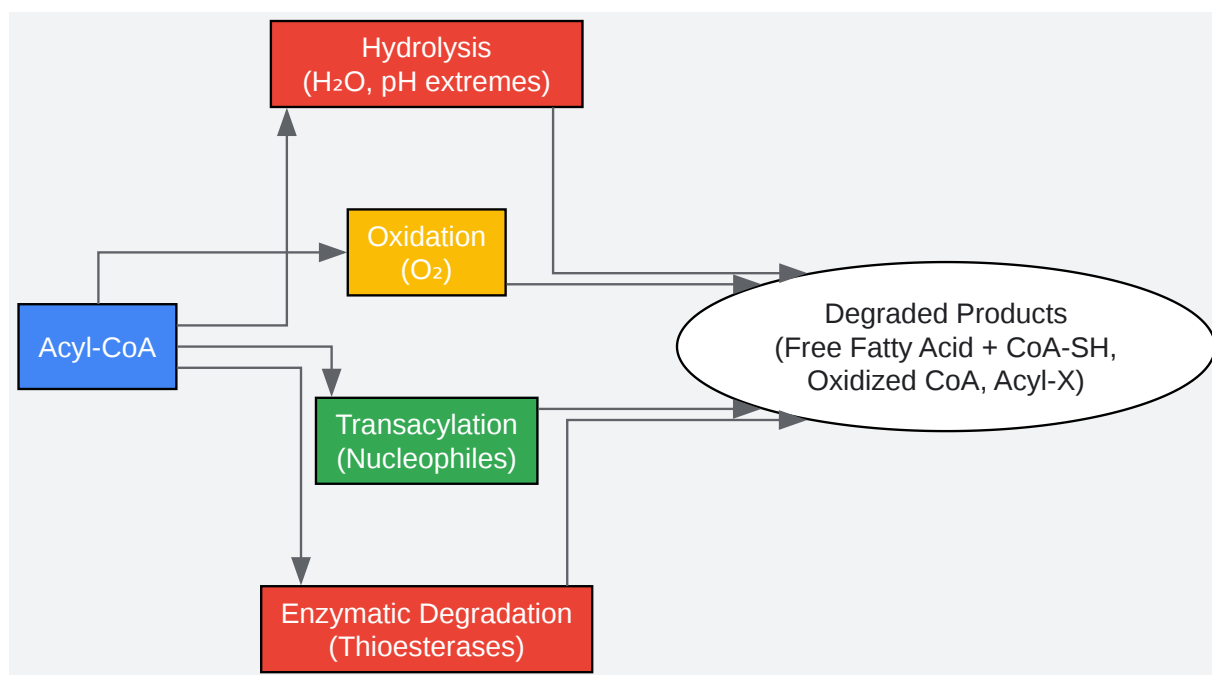 Hydrolysis
(H₂O, pH extremes)
Oxidation
(O₂)
Acyl-CoA
Degraded Products
(Free Fatty Acid + CoA-SH,
Oxidized CoA, Acyl-X)
Transacylation
(Nucleophiles)
Enzymatic Degradation
(Thioesterases)